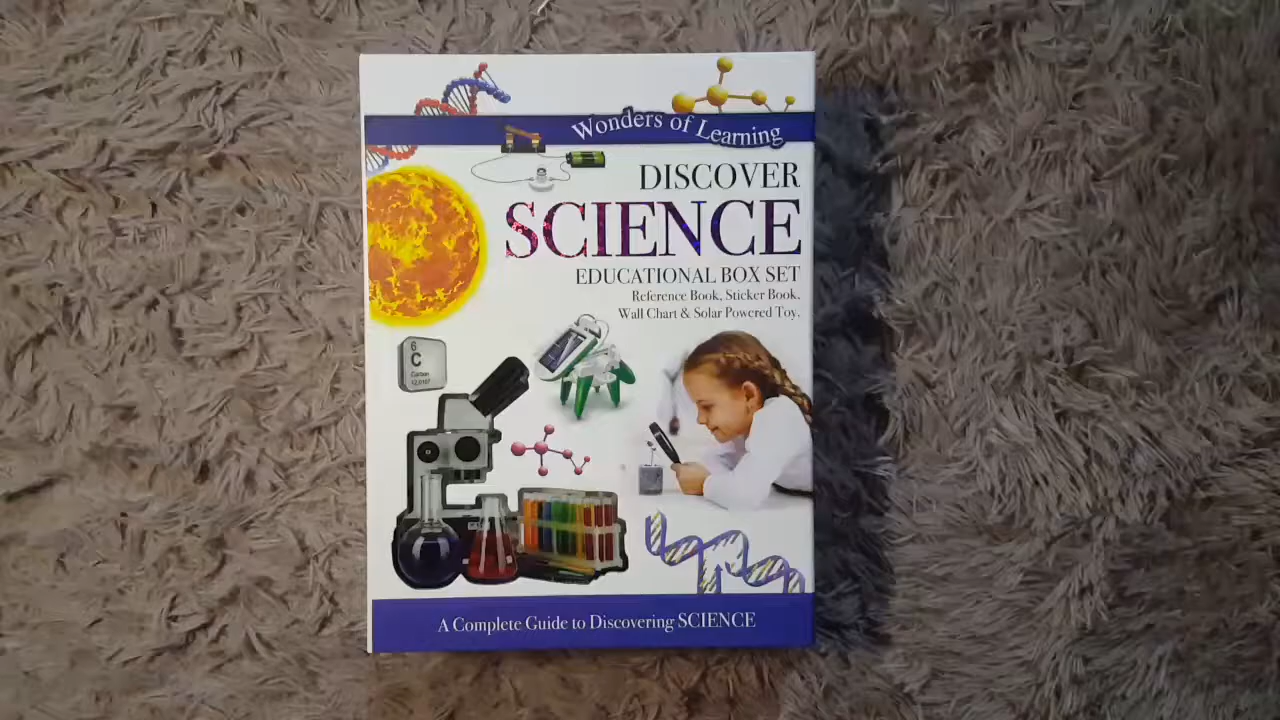 Wonders of Learning
DISCOVER
SCIENCE
EDUCATIONAL BOX SET
Reference Book, Sticker Book,
Wall Chart & Solar Powered Toy.
6
C
Carbon
12.0107
A Complete Guide to Discovering SCIENCE